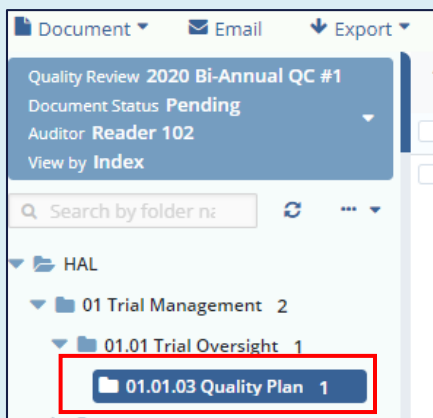 Document Email Export
Quality Review 2020 Bi-Annual QC #1
Document Status Pending
Auditor Reader 102
View by Index
Search by folder na
HAL
01 Trial Management 2
01.01 Trial Oversight 1
01.01.03 Quality Plan 1